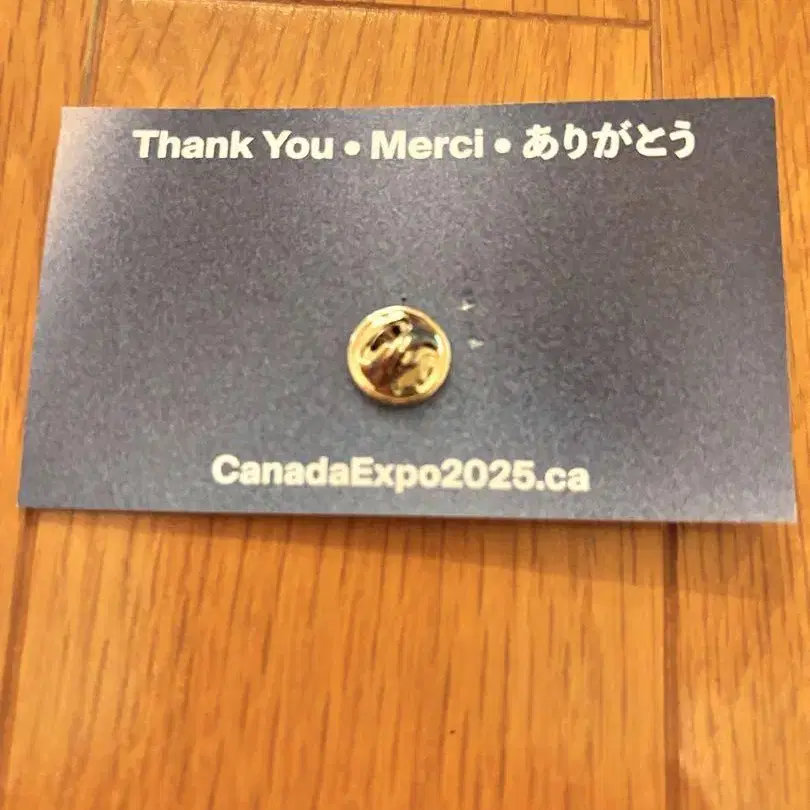 Thank You • Merci • ありがとう
CanadaExpo2025.ca